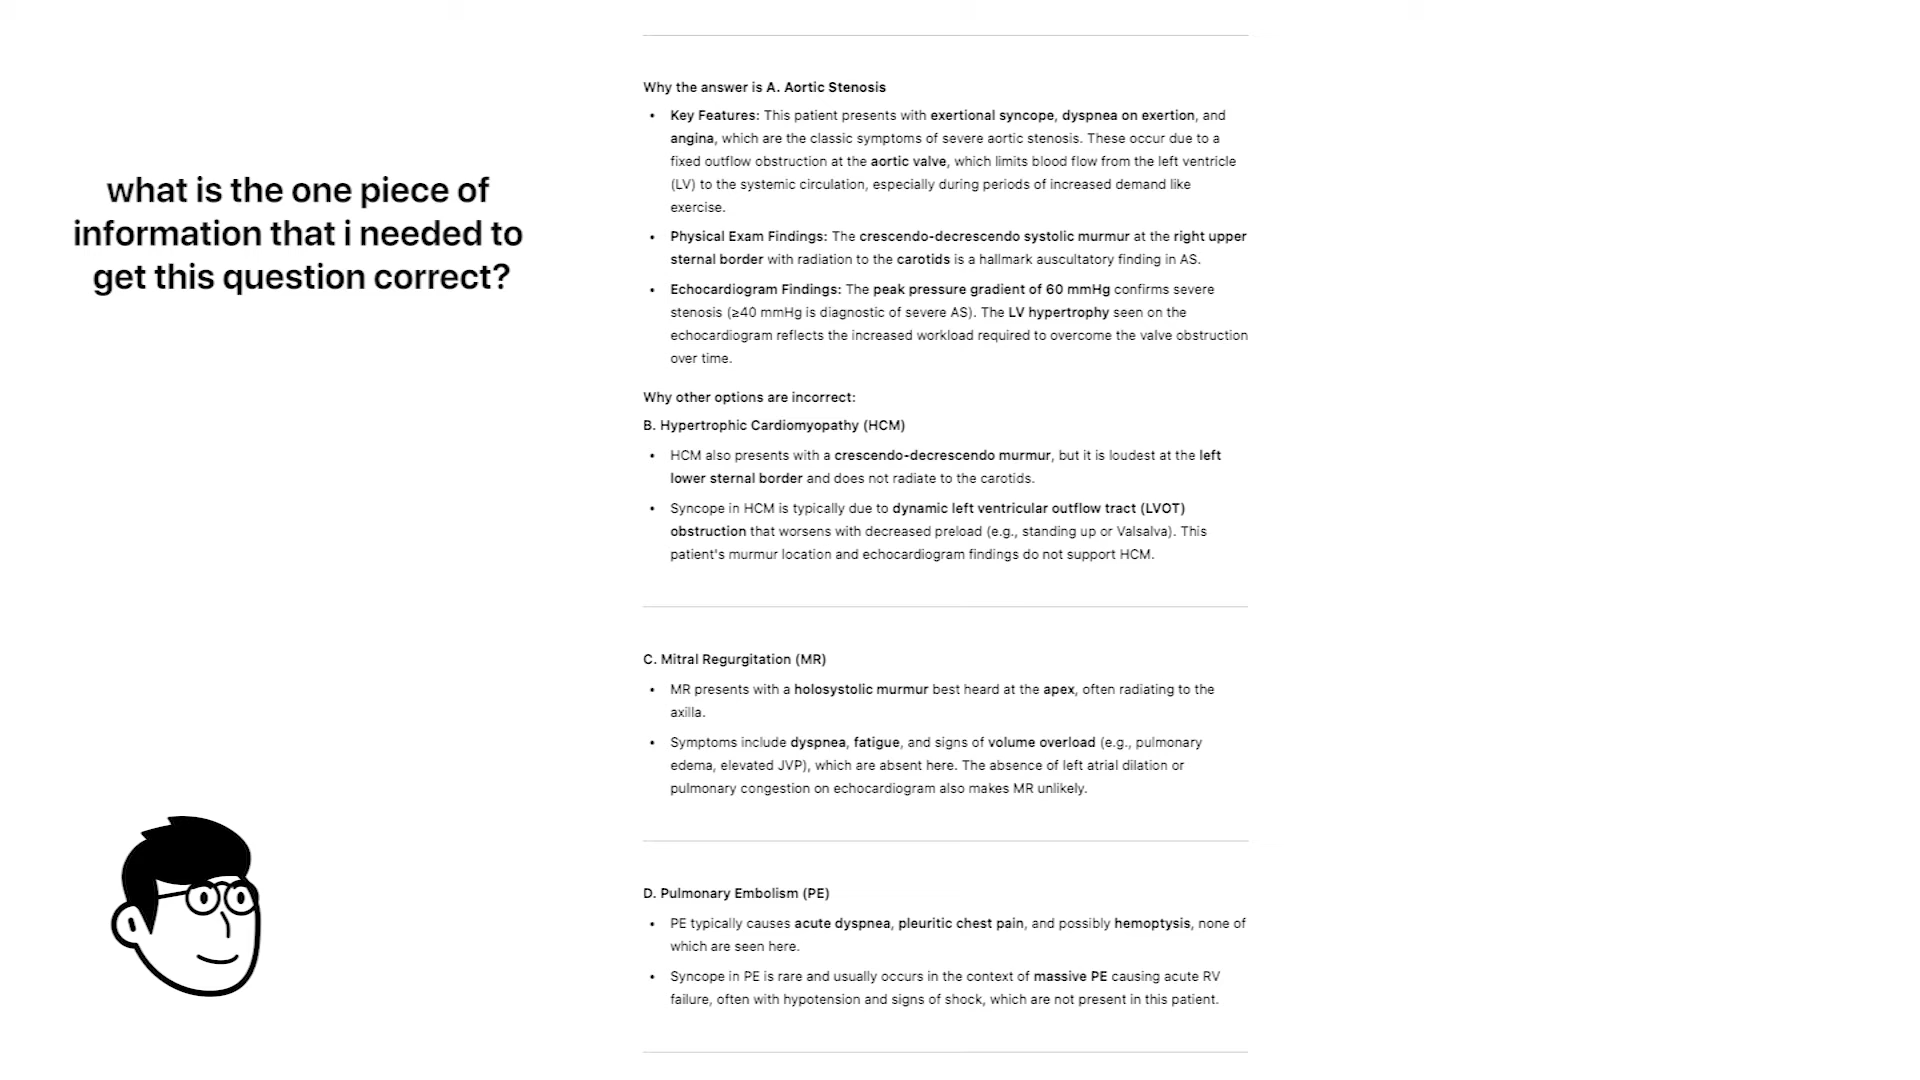 what is the one piece of
information that i needed to
get this question correct?
Why the answer is A. Aortic Stenosis
• Key Features: This patient presents with exertional syncope, dyspnea on exertion, and
angina, which are the classic symptoms of severe aortic stenosis. These occur due to a
fixed outflow obstruction at the aortic valve, which limits blood flow from the left ventricle
(LV) to the systemic circulation, especially during periods of increased demand like
exercise.
• Physical Exam Findings: The crescendo-decrescendo systolic murmur at the right upper
sternal border with radiation to the carotids is a hallmark auscultatory finding in AS.
• Echocardiogram Findings: The peak pressure gradient of 60 mmHg confirms severe
stenosis (≥40 mmHg is diagnostic of severe AS). The LV hypertrophy seen on the
echocardiogram reflects the increased workload required to overcome the valve obstruction
over time.
Why other options are incorrect:
B. Hypertrophic Cardiomyopathy (HCM)
• HCM also presents with a crescendo-decrescendo murmur, but it is loudest at the left
lower sternal border and does not radiate to the carotids.
• Syncope in HCM is typically due to dynamic left ventricular outflow tract (LVOT)
obstruction that worsens with decreased preload (e.g., standing up or Valsalva). This
patient's murmur location and echocardiogram findings do not support HCM.
C. Mitral Regurgitation (MR)
• MR presents with a holosystolic murmur best heard at the apex, often radiating to the
axilla.
• Symptoms include dyspnea, fatigue, and signs of volume overload (e.g., pulmonary
edema, elevated JVP), which are absent here. The absence of left atrial dilation or
pulmonary congestion on echocardiogram also makes MR unlikely.
D. Pulmonary Embolism (PE)
• PE typically causes acute dyspnea, pleuritic chest pain, and possibly hemoptysis, none of
which are seen here.
• Syncope in PE is rare and usually occurs in the context of massive PE causing acute RV
failure, often with hypotension and signs of shock, which are not present in this patient.